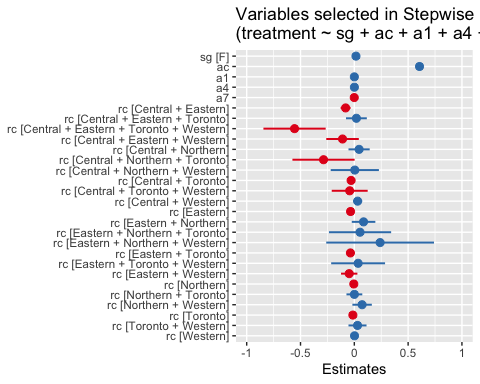 Variables selected in Stepwise
(treatment ~ sg + ac + a1 + a4
sg [F]
ac
a1
a4
a7
rc [Central + Eastern]
rc [Central + Eastern + Toronto]
rc [Central + Eastern + Toronto + Western]
rc [Central + Eastern + Western]
rc [Central + Northern]
rc [Central + Northern + Toronto]
rc [Central + Northern + Western]
rc [Central + Toronto]
rc [Central + Toronto + Western]
rc [Central + Western]
rc [Eastern]
rc [Eastern + Northern]
rc [Eastern + Northern + Toronto]
rc [Eastern + Northern + Western]
rc [Eastern + Toronto]
rc [Eastern + Toronto + Western]
rc [Eastern + Western]
rc [Northern]
rc [Northern + Toronto]
rc [Northern + Western]
rc [Toronto]
rc [Toronto + Western]
rc [Western]
-1 -0.5 0 0.5 1
Estimates